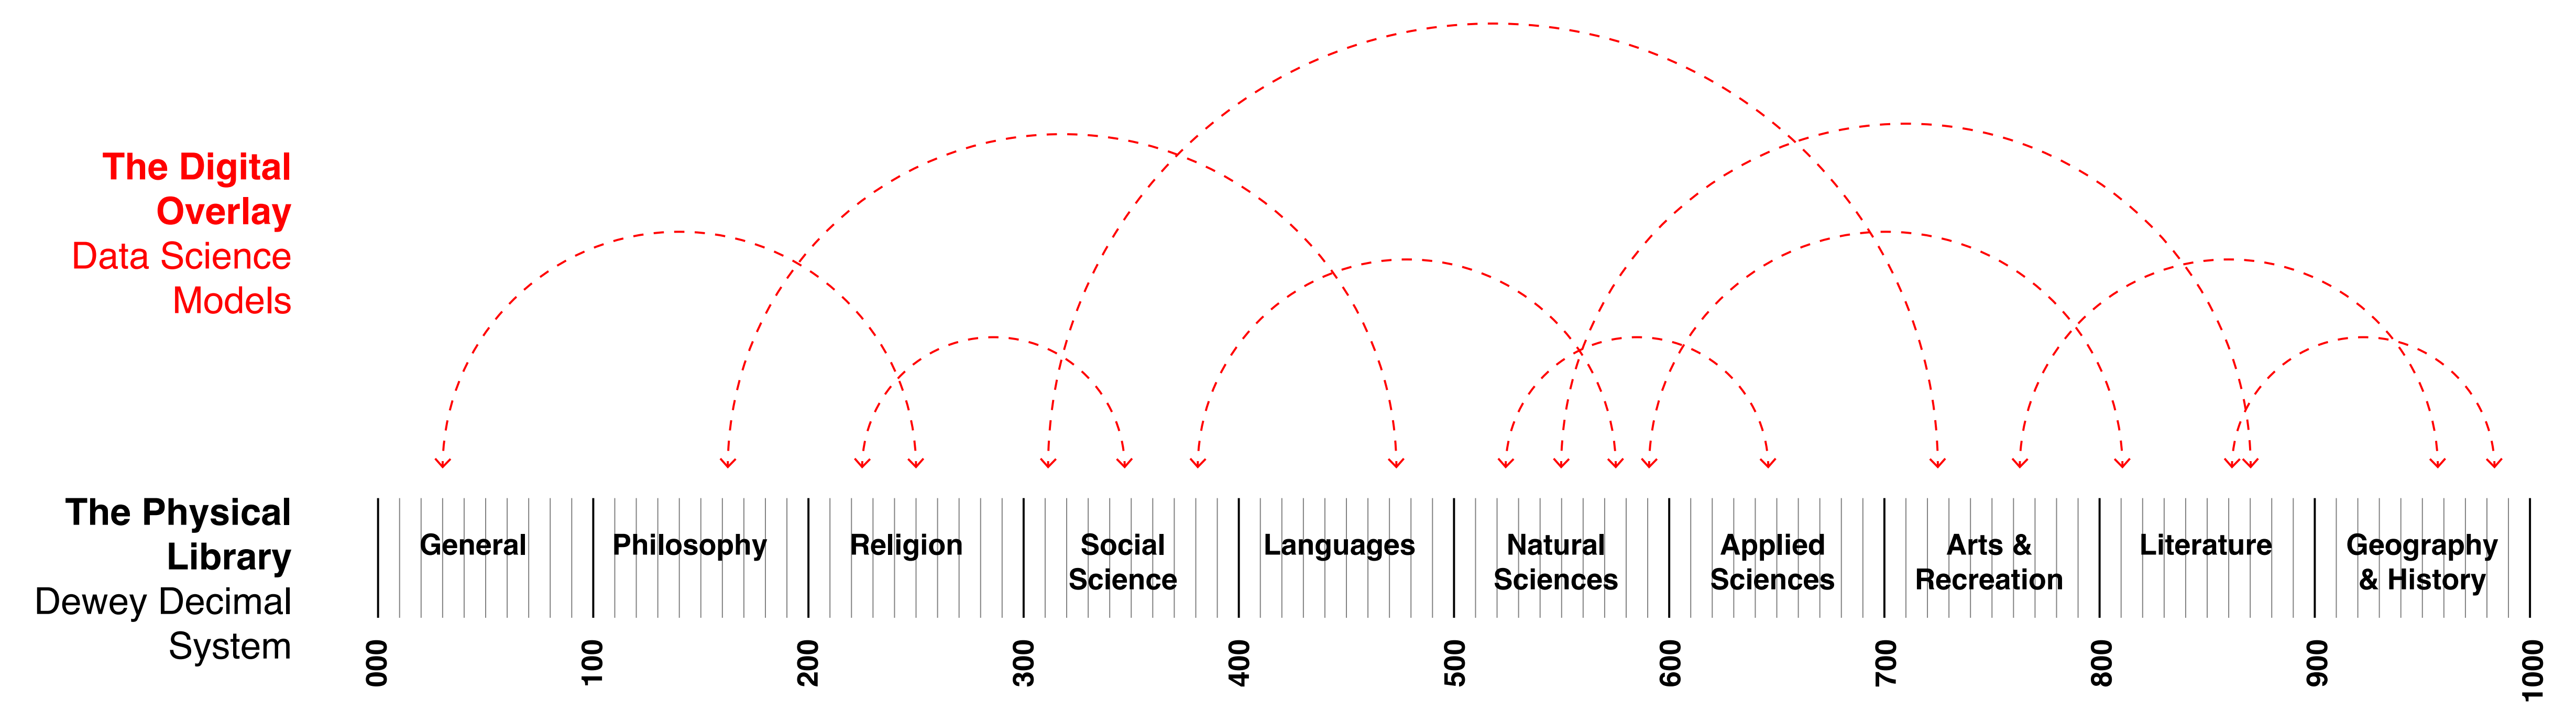 The Digital
Overlay
Data Science
Models
The Physical
Library
Dewey Decimal
System
General
Philosophy
Religion
Social
Science
Languages
Natural
Sciences
Applied
Sciences
Arts &
Recreation
Literature
Geography
& History
000
100
200
300
400
500
600
700
800
900
1000